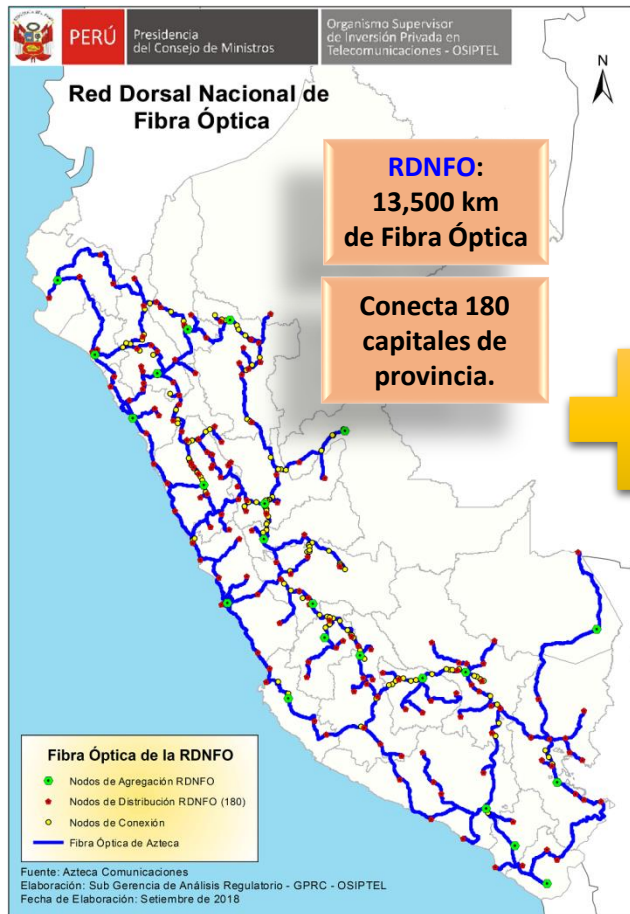 PERÚ
Presidencia
del Consejo de Ministros
Organismo Supervisor
de Inversión Privada en
Telecomunicaciones - OSIPTEL
Red Dorsal Nacional de
Fibra Óptica
N
RDNFO:
13,500 km
de Fibra Óptica
Conecta 180
capitales de
provincia.
Fibra Óptica de la RDNFO
Nodos de Agregación RDNFO
Nodos de Distribución RDNFO (180)
Nodos de Conexión
Fibra Óptica de Azteca
Fuente: Azteca Comunicaciones
Elaboración: Sub Gerencia de Análisis Regulatorio - GPRC - OSIPTEL
Fecha de Elaboración: Setiembre de 2018